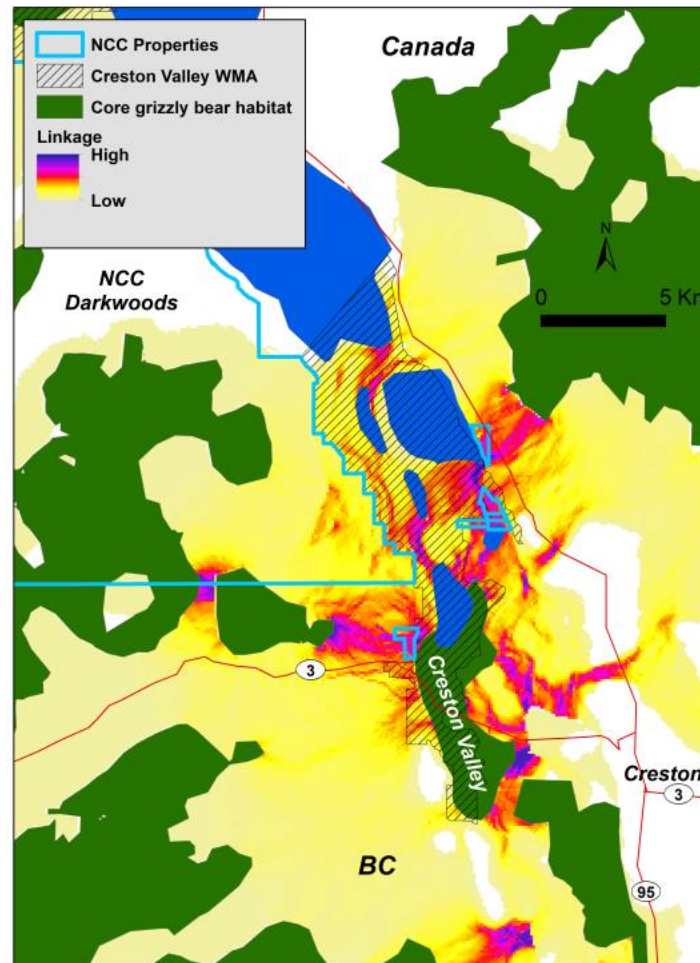 NCC Properties
Creston Valley WMA
Core grizzly bear habitat
Linkage
High
Low
Canada
N
0 5 Km
NCC
Darkwoods
3
Creston Valley
Creston
3
BC
95